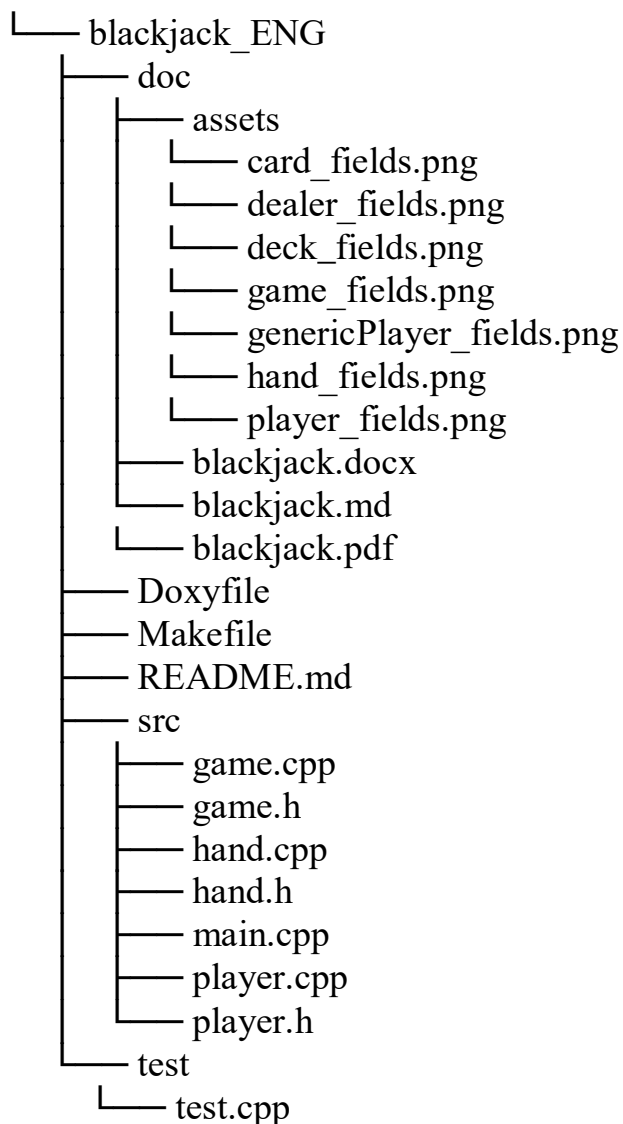 blackjack_ENG
doc
assets
card_fields.png
dealer_fields.png
deck_fields.png
game_fields.png
genericPlayer_fields.png
hand_fields.png
player_fields.png
blackjack.docx
blackjack.md
blackjack.pdf
Doxyfile
Makefile
README.md
src
game.cpp
game.h
hand.cpp
hand.h
main.cpp
player.cpp
player.h
test
test.cpp